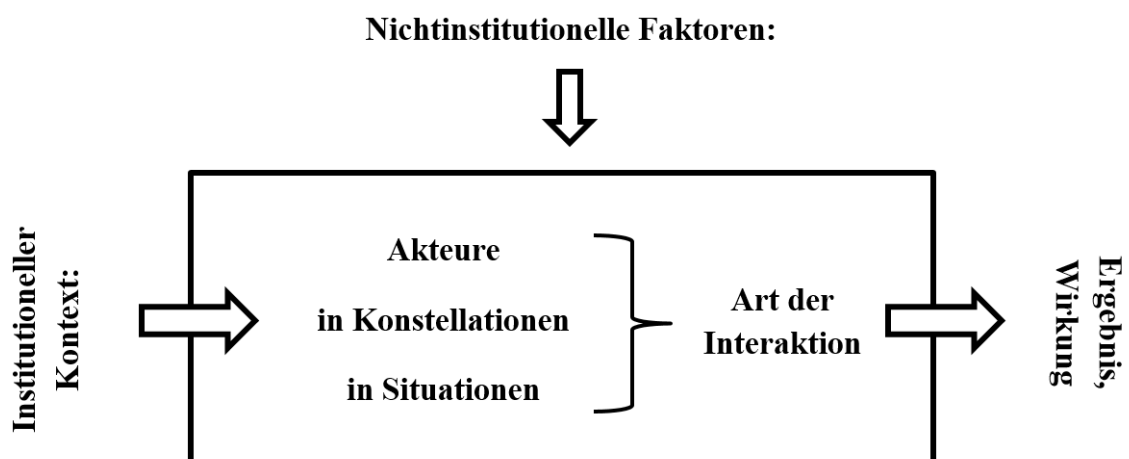 Nichtinstitutionelle Faktoren:
Institutioneller
Kontext:
Akteure
in Konstellationen
in Situationen
Art der
Interaktion
Ergebnis,
Wirkung